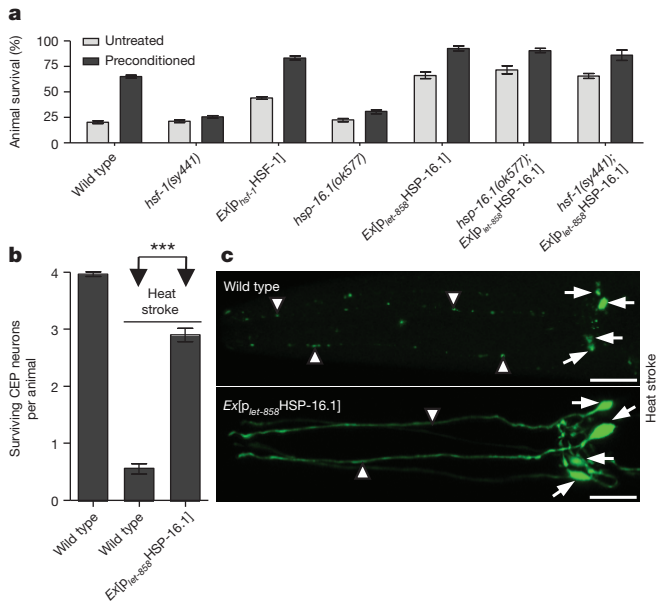 a
Animal survival (%)
100
75
50
25
0
Untreated
Preconditioned
Wild type
hsf-1(sy441)
Ex[phsf-1HSF-1]
hsp-16.1(ok577)
Ex[plet-858HSP-16.1]
hsp-16.1(ok577);
Ex[plet-858HSP-16.1]
hsf-1(sy441);
Ex[plet-858HSP-16.1]
b
Surviving CEP neurons
per animal
4
3
2
1
0
***
Heat
stroke
Wild type
Wild type
Ex[plet-858HSP-16.1]
c
Wild type
Ex[plet-858HSP-16.1]
Heat stroke